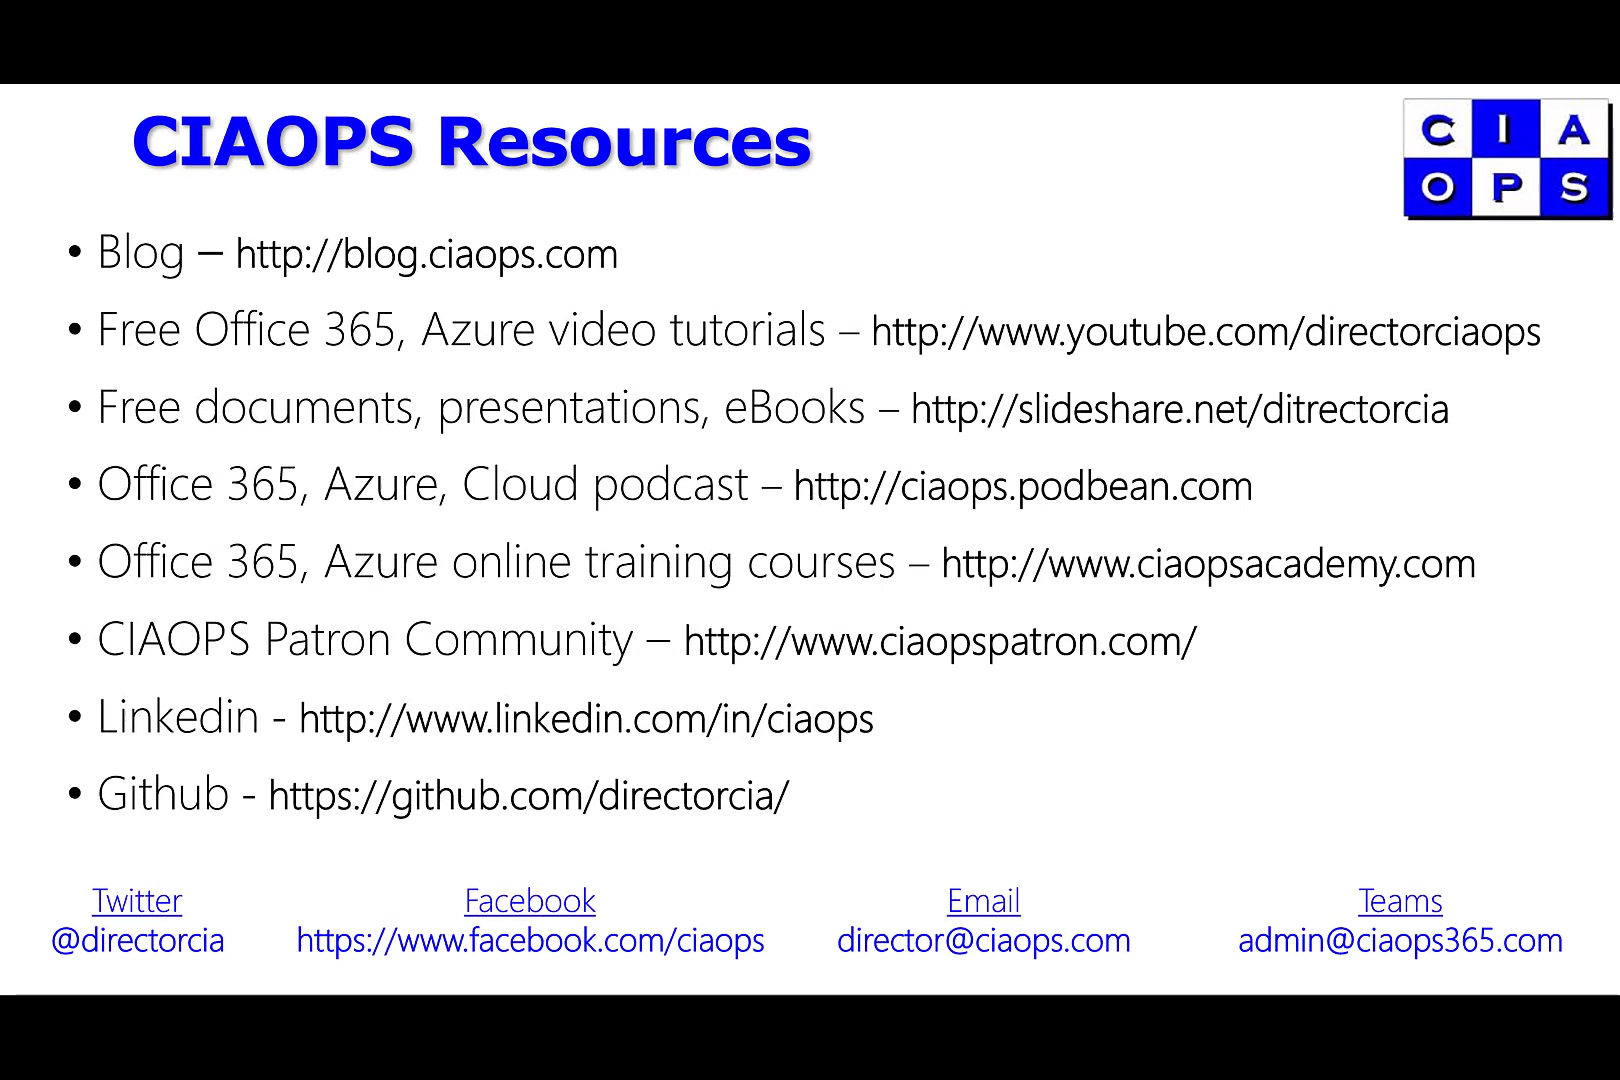 CIAOPS Resources
C I A
O P S
• Blog – http://blog.ciaops.com
• Free Office 365, Azure video tutorials – http://www.youtube.com/directorciaops
• Free documents, presentations, eBooks – http://slideshare.net/ditrectorcia
• Office 365, Azure, Cloud podcast – http://ciaops.podbean.com
• Office 365, Azure online training courses – http://www.ciaopsacademy.com
• CIAOPS Patron Community – http://www.ciaopspatron.com/
• Linkedin - http://www.linkedin.com/in/ciaops
• Github - https://github.com/directorcia/
Twitter
@directorcia
Facebook
https://www.facebook.com/ciaops
Email
director@ciaops.com
Teams
admin@ciaops365.com